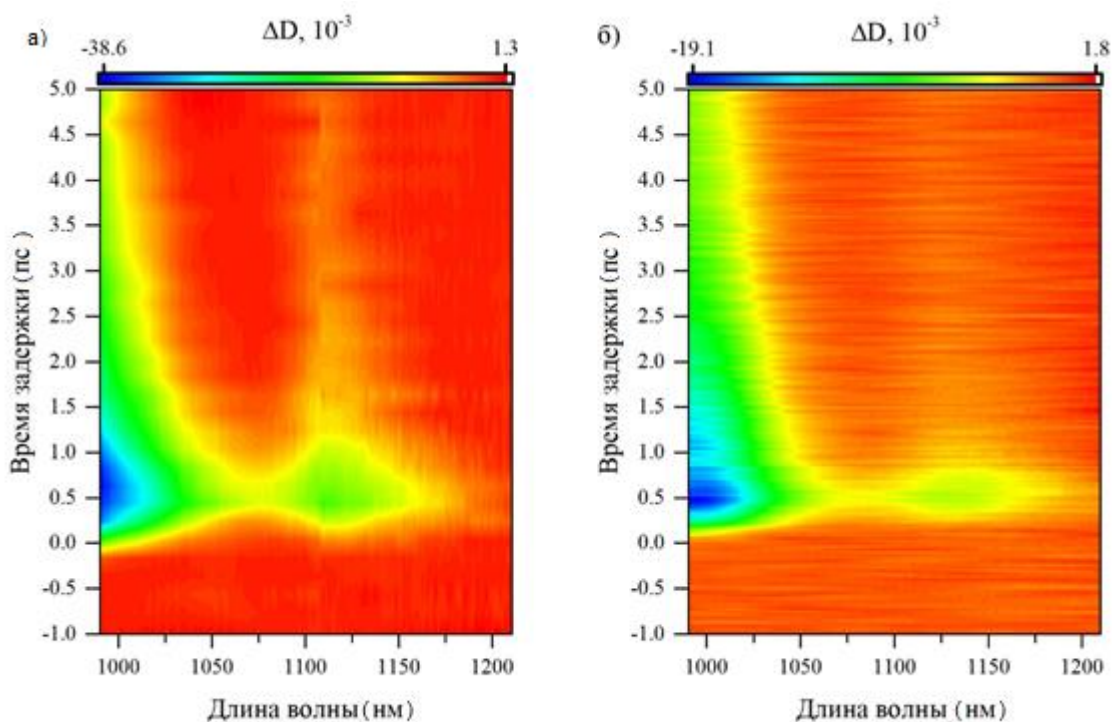 а)
ΔD, 10⁻³
-38.6 1.3
5.0
4.5
4.0
3.5
3.0
2.5
2.0
1.5
1.0
0.5
0.0
-0.5
-1.0
Время задержки (пс )
1000 1050 1100 1150 1200
Длина волны (нм)
б)
ΔD, 10⁻³
-19.1 1.8
5.0
4.5
4.0
3.5
3.0
2.5
2.0
1.5
1.0
0.5
0.0
-0.5
-1.0
Время задержки (пс )
1000 1050 1100 1150 1200
Длина волны (нм)